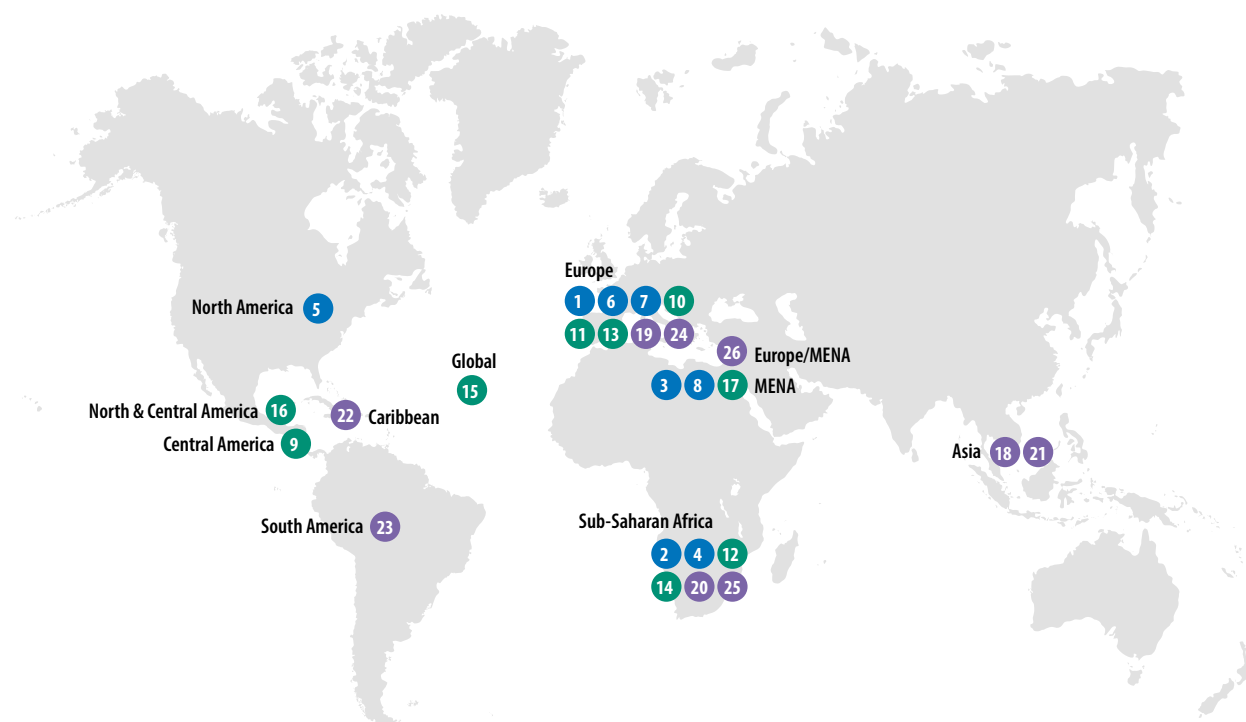 Europe
1 6 7 10
11 13 19 24
North America 5
26 Europe/MENA
Global
15
3 8 17 MENA
North & Central America 16
22 Caribbean
Central America 9
Asia 18 21
South America 23
Sub-Saharan Africa
2 4 12
14 20 25